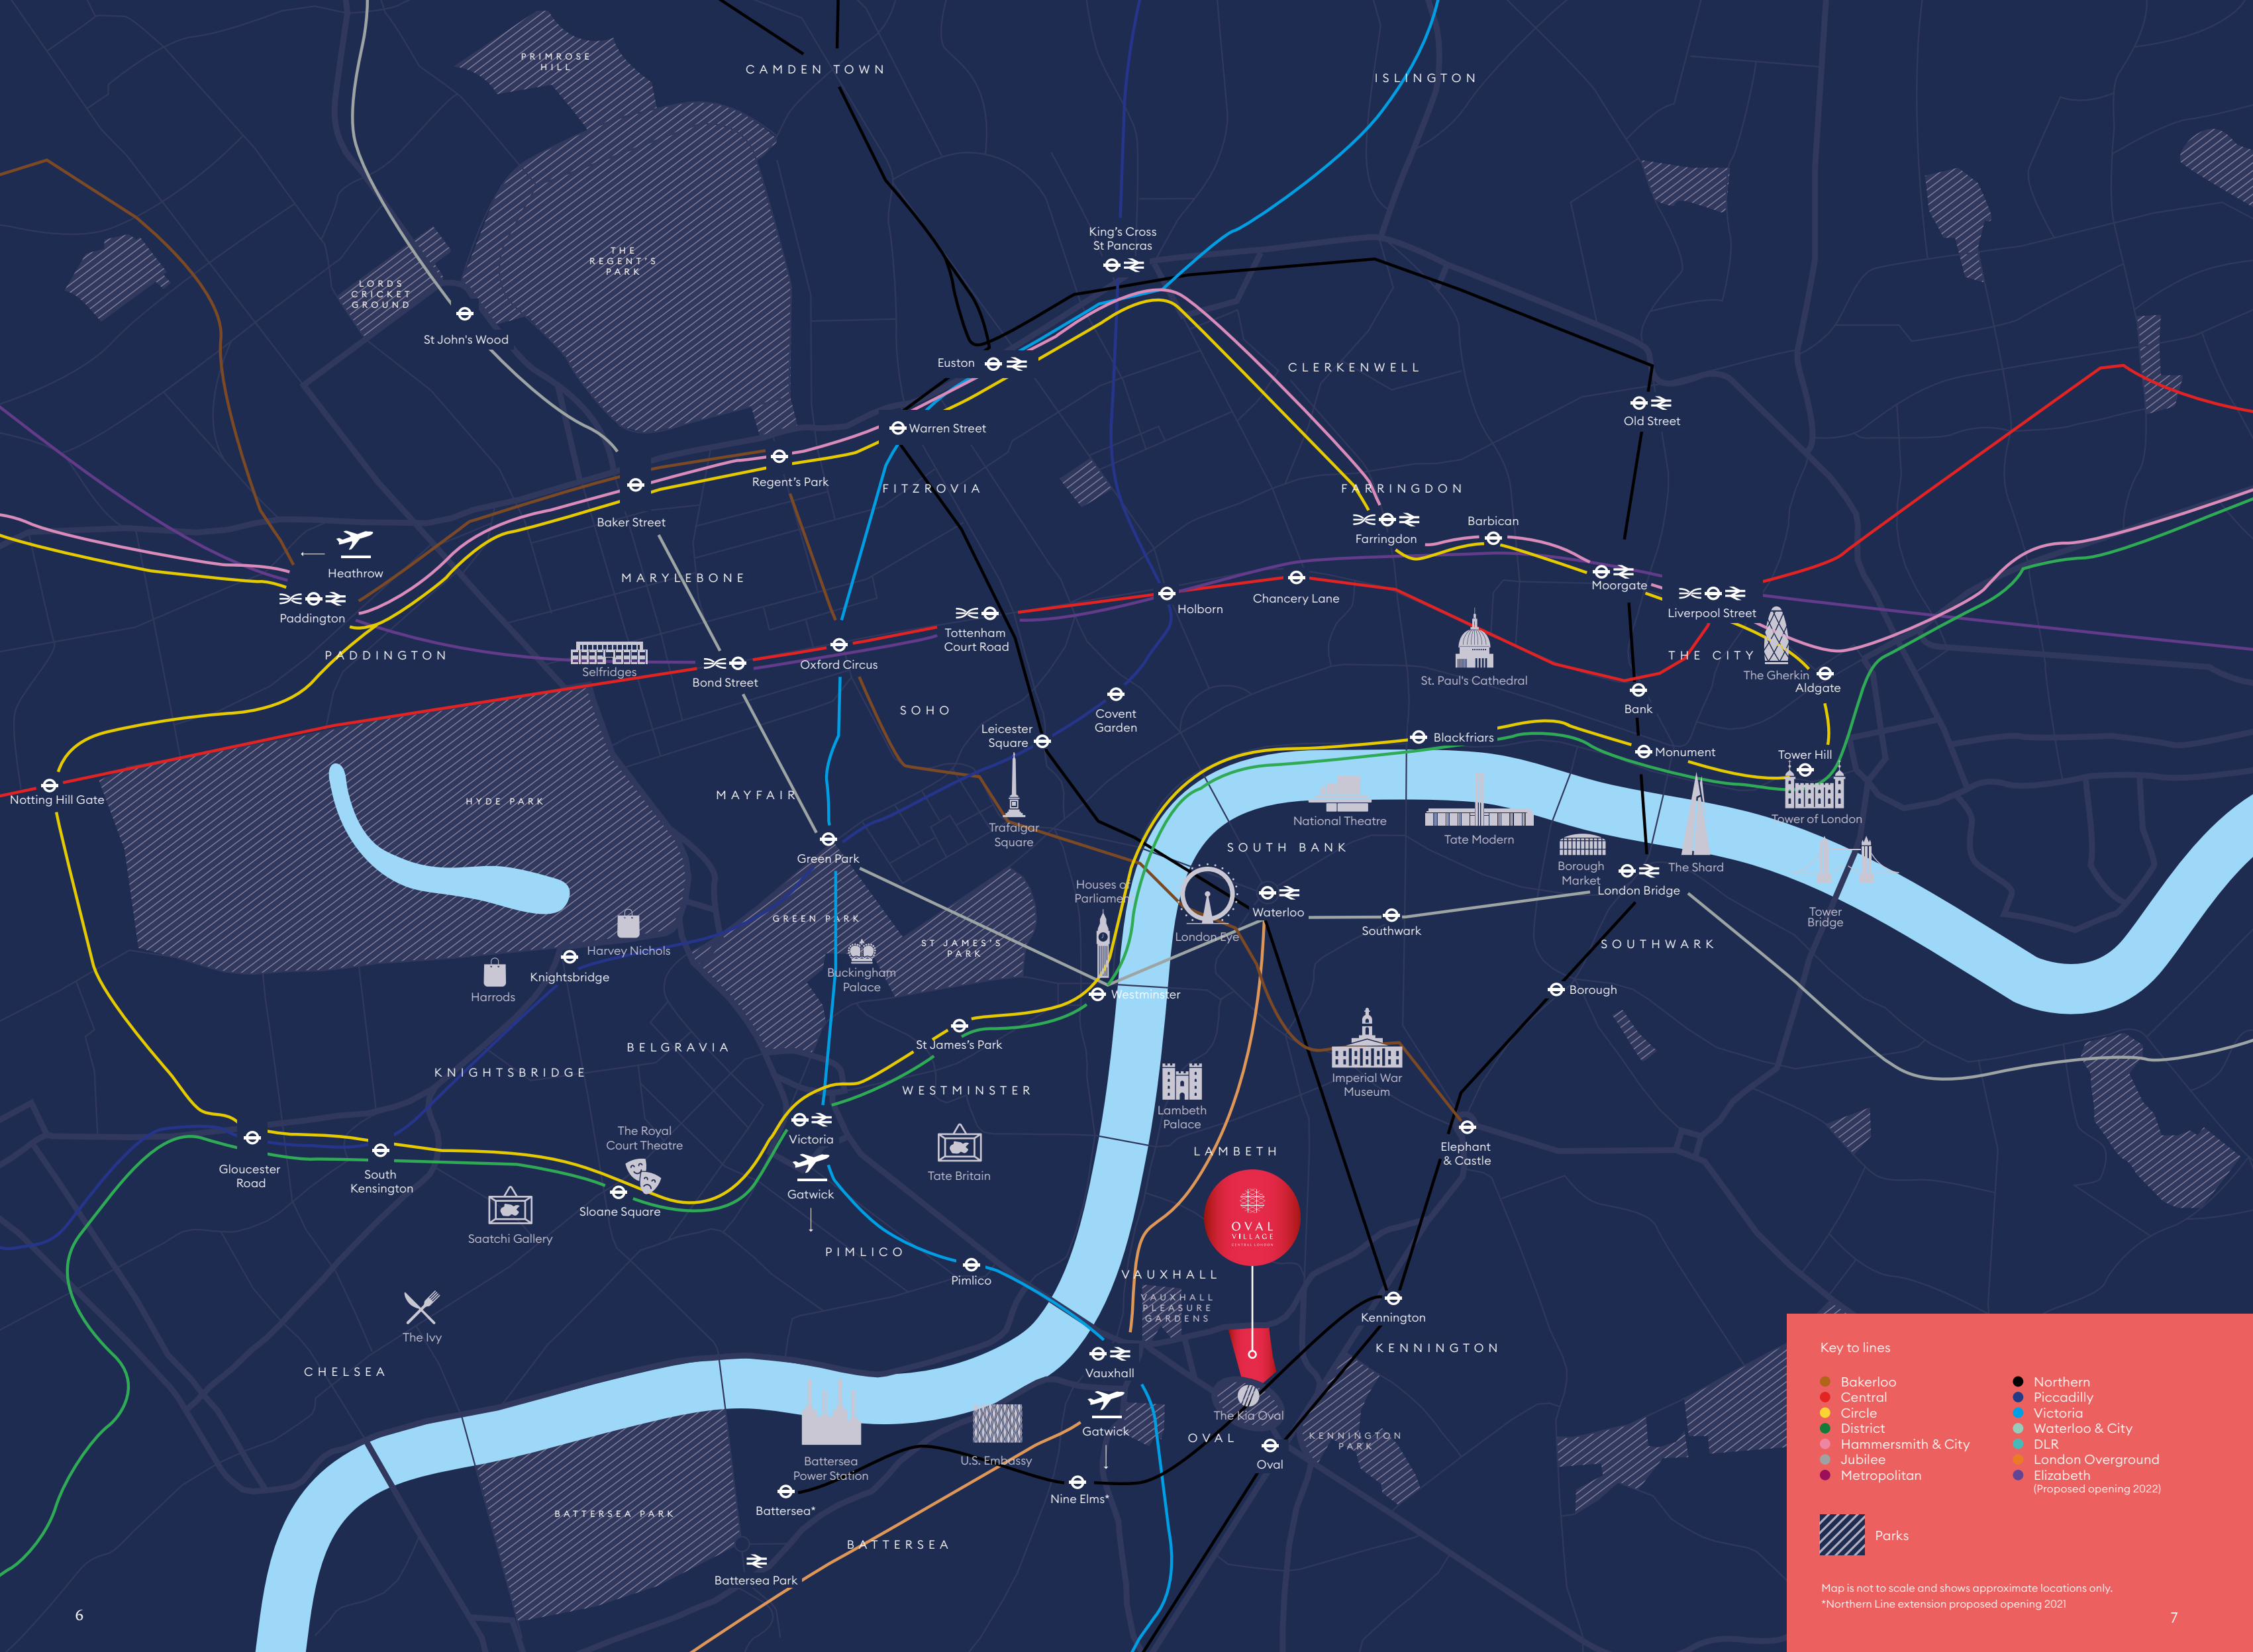 PRIMROSE
HILL
CAMDEN TOWN
ISLINGTON
THE
REGENT'S
PARK
LORDS
CRICKET
GROUND
St John's Wood
King's Cross
St Pancras
Euston
CLERKENWELL
Old Street
Warren Street
Regent's Park
FITZROVIA
FARRINGDON
Baker Street
Farringdon
Barbican
Heathrow
Paddington
MARYLEBONE
PADDINGTON
Moorgate
Liverpool Street
Holborn
Chancery Lane
Tottenham
Court Road
Oxford Circus
Bond Street
Selfridges
St. Paul's Cathedral
THE CITY
The Gherkin
Aldgate
SOHO
Covent
Garden
Leicester
Square
Bank
Blackfriars
Monument
Tower Hill
Notting Hill Gate
HYDE PARK
MAYFAIR
Trafalgar
Square
National Theatre
Tate Modern
Tower of London
SOUTH BANK
Green Park
Borough
Market
The Shard
London Bridge
Houses of
Parliament
GREEN PARK
ST JAMES'S
PARK
Waterloo
London Eye
Southwark
Tower
Bridge
SOUTHWARK
Harvey Nichols
Knightsbridge
Harrods
Buckingham
Palace
Westminster
Borough
St James's Park
BELGRAVIA
KNIGHTSBRIDGE
WESTMINSTER
Imperial War
Museum
Lambeth
Palace
The Royal
Court Theatre
Victoria
Gatwick
Tate Britain
LAMBETH
Elephant
& Castle
Gloucester
Road
South
Kensington
Sloane Square
Saatchi Gallery
OVAL
VILLAGE
CENTRAL LONDON
PIMLICO
Pimlico
VAUXHALL
VAUXHALL
PLEASURE
GARDENS
Kennington
KENNINGTON
The Ivy
CHELSEA
Vauxhall
Gatwick
The Kia Oval
OVAL
Oval
KENNINGTON
PARK
Battersea
Power Station
U.S. Embassy
Battersea*
Nine Elms*
BATTERSEA PARK
BATTERSEA
Battersea Park
6
Key to lines
Bakerloo
Central
Circle
District
Hammersmith & City
Jubilee
Metropolitan
Northern
Piccadilly
Victoria
Waterloo & City
DLR
London Overground
Elizabeth
(Proposed opening 2022)
Parks
Map is not to scale and shows approximate locations only.
*Northern Line extension proposed opening 2021
7